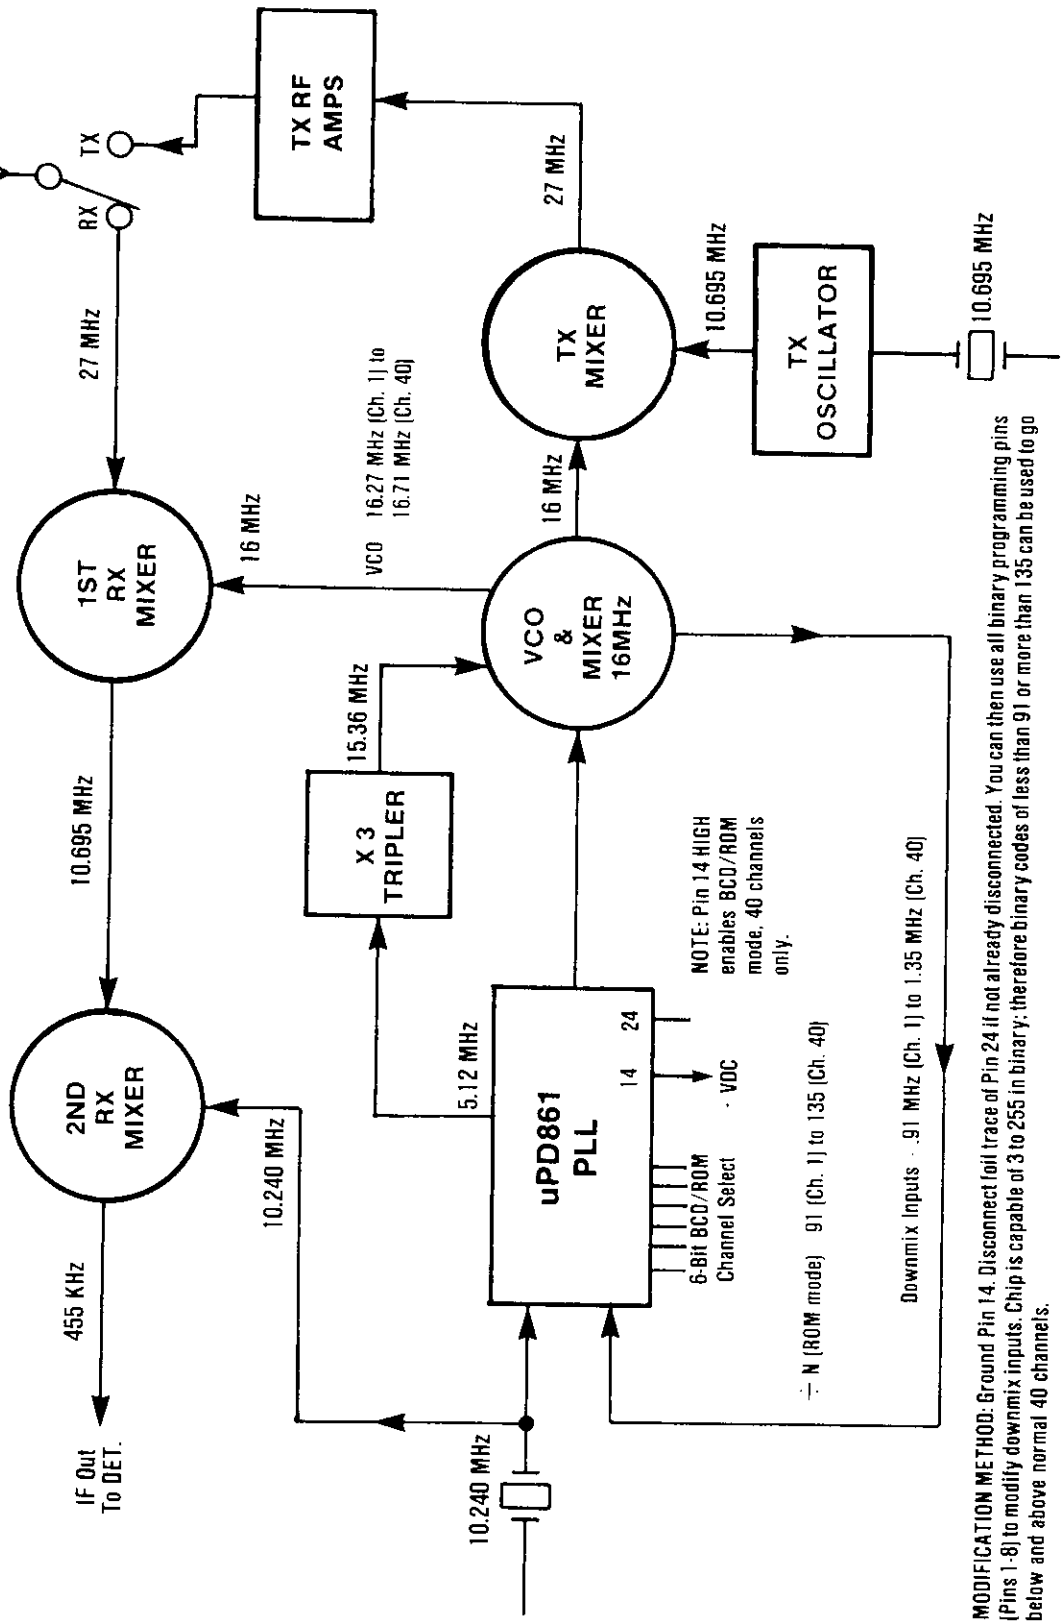 IF Out
To DET.
455 KHz
2ND
RX
MIXER
10.695 MHz
1ST
RX
MIXER
27 MHz
RX
TX
TX RF
AMPS
10.240 MHz
16 MHz
VCO 16.27 MHz (Ch. 1) to
16.71 MHz (Ch. 40)
27 MHz
5.12 MHz
X 3
TRIPLER
15.36 MHz
10.240 MHz
uPD861
PLL
14
24
VCO
&
MIXER
16MHz
16 MHz
TX
MIXER
6-Bit BCD/ROM
Channel Select
- VDC
NOTE: Pin 14 HIGH
enables BCD/ROM
mode, 40 channels
only.
10.695 MHz
TX
OSCILLATOR
10.695 MHz
÷ N (ROM mode) 91 (Ch. 1) to 135 (Ch. 40)
Downmix Inputs - .91 MHz (Ch. 1) to 1.35 MHz (Ch. 40)
MODIFICATION METHOD: Ground Pin 14. Disconnect foil trace of Pin 24 if not already disconnected. You can then use all binary programming pins
(Pins 1-8) to modify downmix inputs. Chip is capable of 3 to 255 in binary; therefore binary codes of less than 91 or more than 135 can be used to go
below and above normal 40 channels.